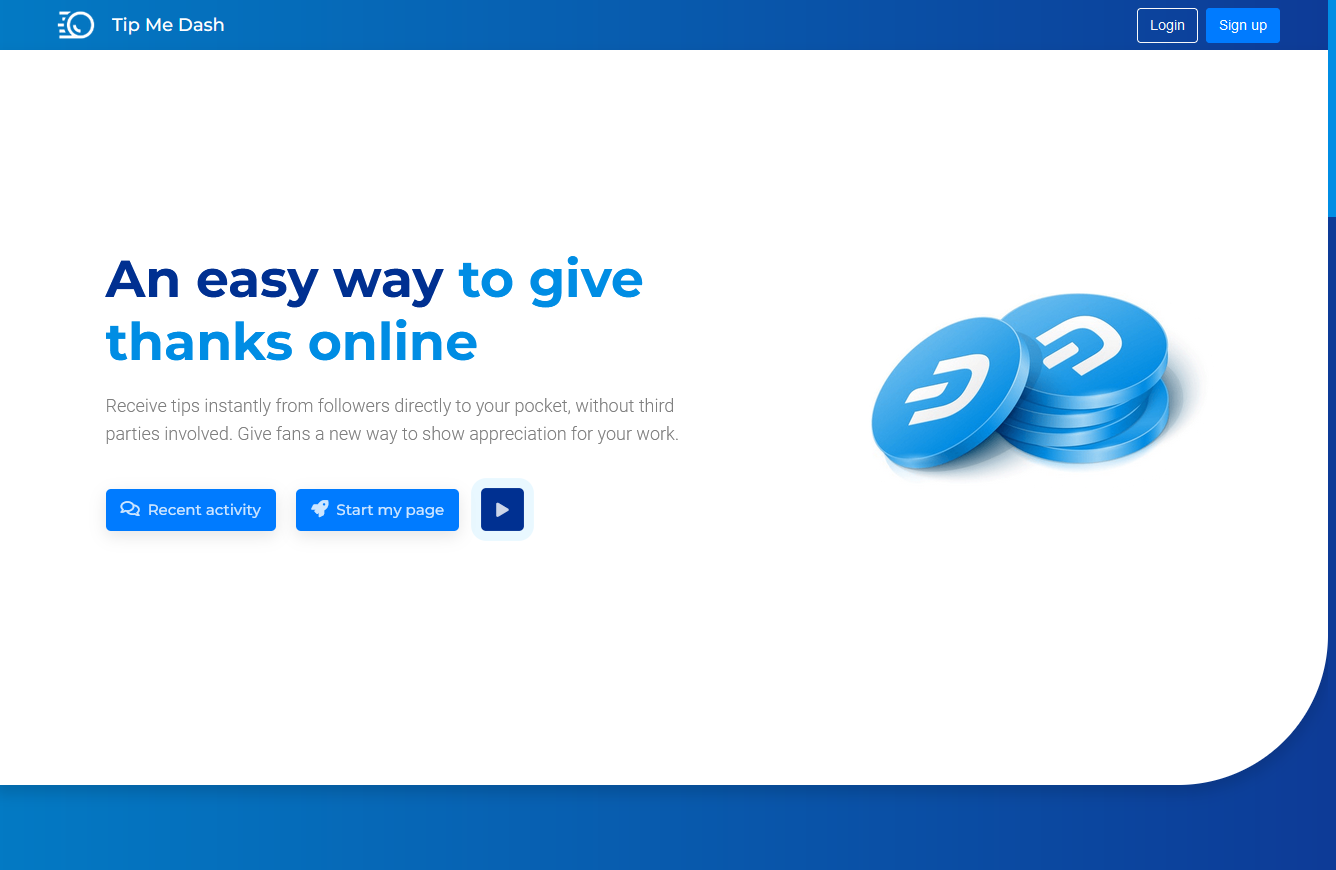 Tip Me Dash
Login
Sign up
An easy way to give
thanks online
Receive tips instantly from followers directly to your pocket, without third
parties involved. Give fans a new way to show appreciation for your work.
Recent activity
Start my page